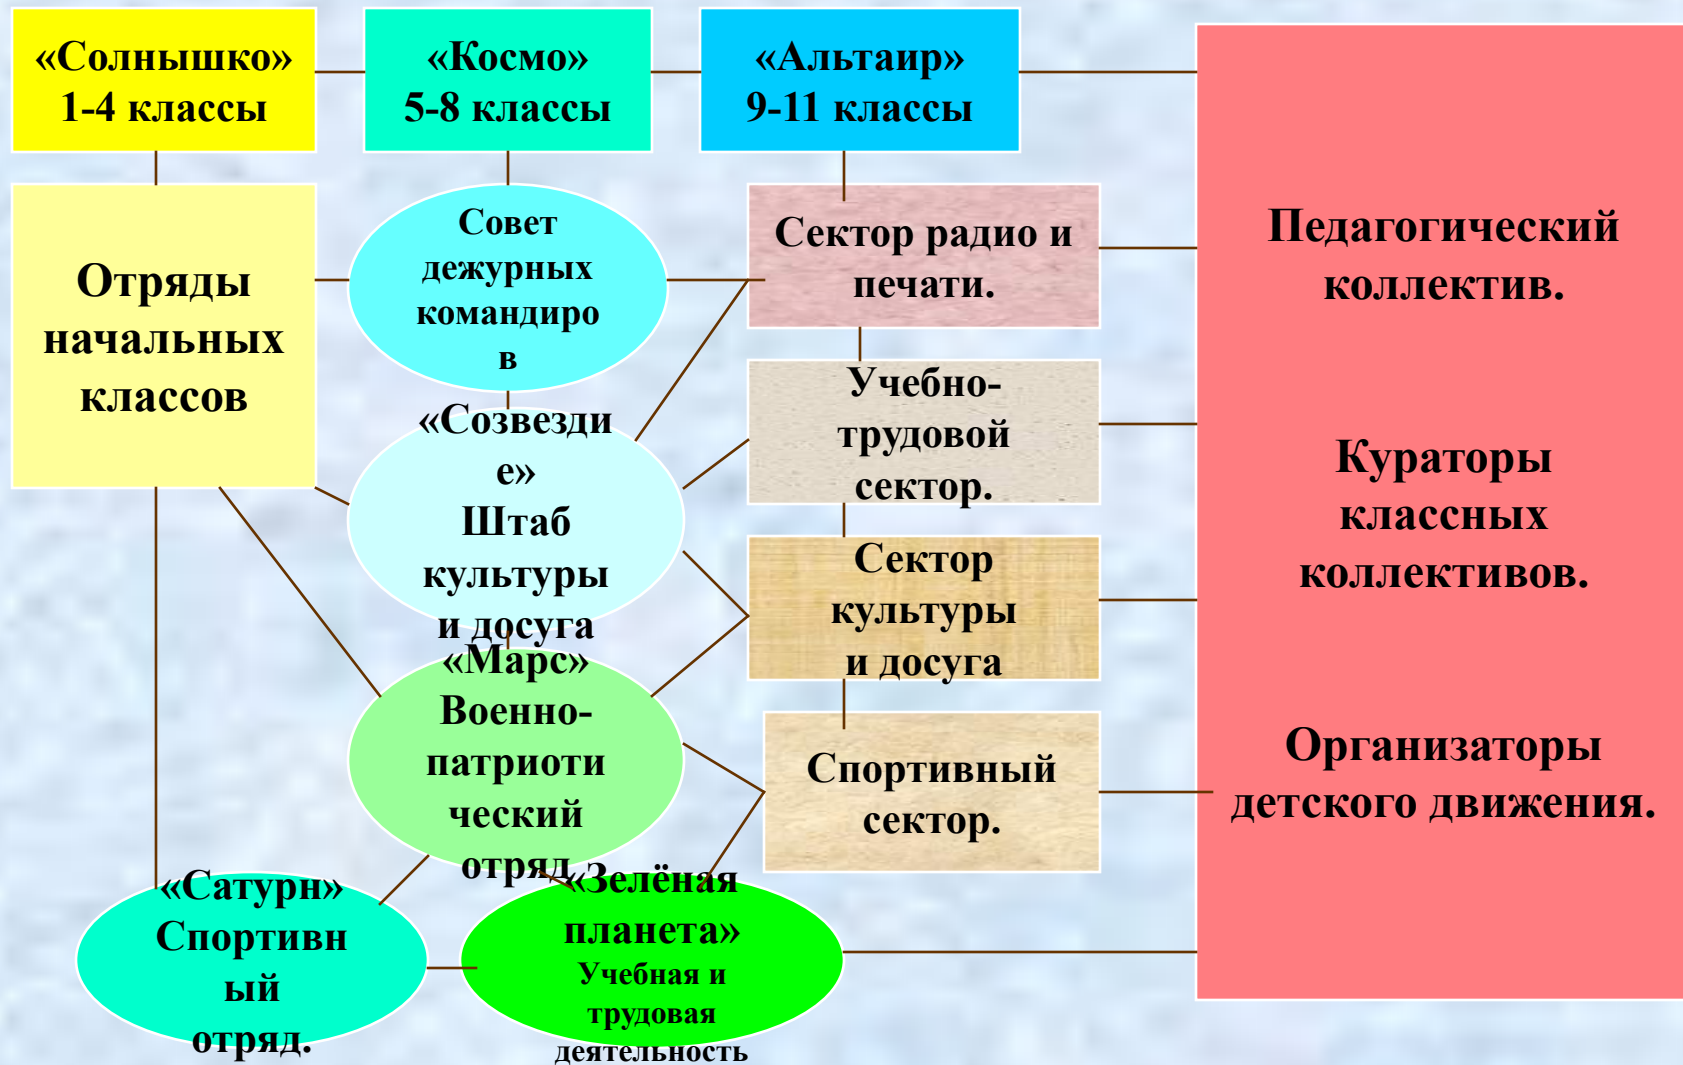 «Солнышко»
1-4 классы
«Космо»
5-8 классы
«Альтаир»
9-11 классы
Отряды
начальных
классов
Совет
дежурных
командиро
в
«Созвезди
е»
Штаб
культуры
и досуга
«Марс»
Военно-
патриоти
ческий
отряд
«Сатурн»
Спортивн
ый
отряд.
«Зелёная
планета»
Учебная и
трудовая
деятельность
Сектор радио и
печати.
Учебно-
трудовой
сектор.
Сектор
культуры
и досуга
Спортивный
сектор.
Педагогический
коллектив.
Кураторы
классных
коллективов.
Организаторы
детского движения.